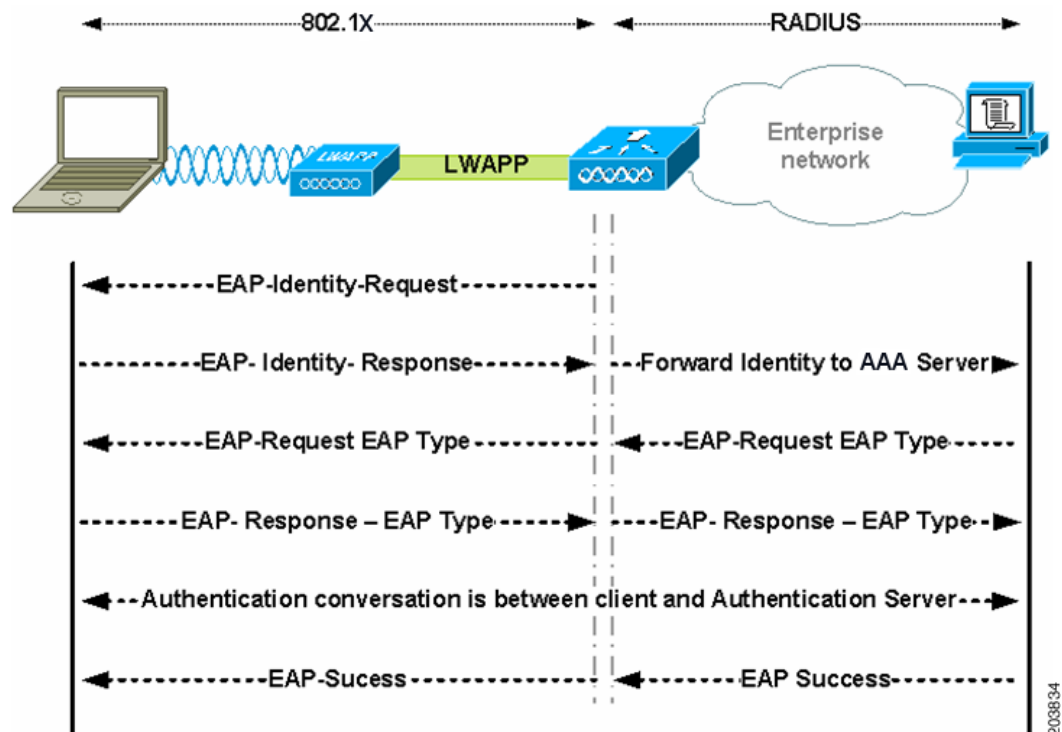 802.1X
RADIUS
LWAPP
LWAPP
Enterprise
network
EAP-Identity-Request
EAP- Identity- Response
Forward Identity to AAA Server
EAP-Request EAP Type
EAP-Request EAP Type
EAP- Response – EAP Type
EAP- Response – EAP Type
Authentication conversation is between client and Authentication Server
EAP-Sucess
EAP Success
203834